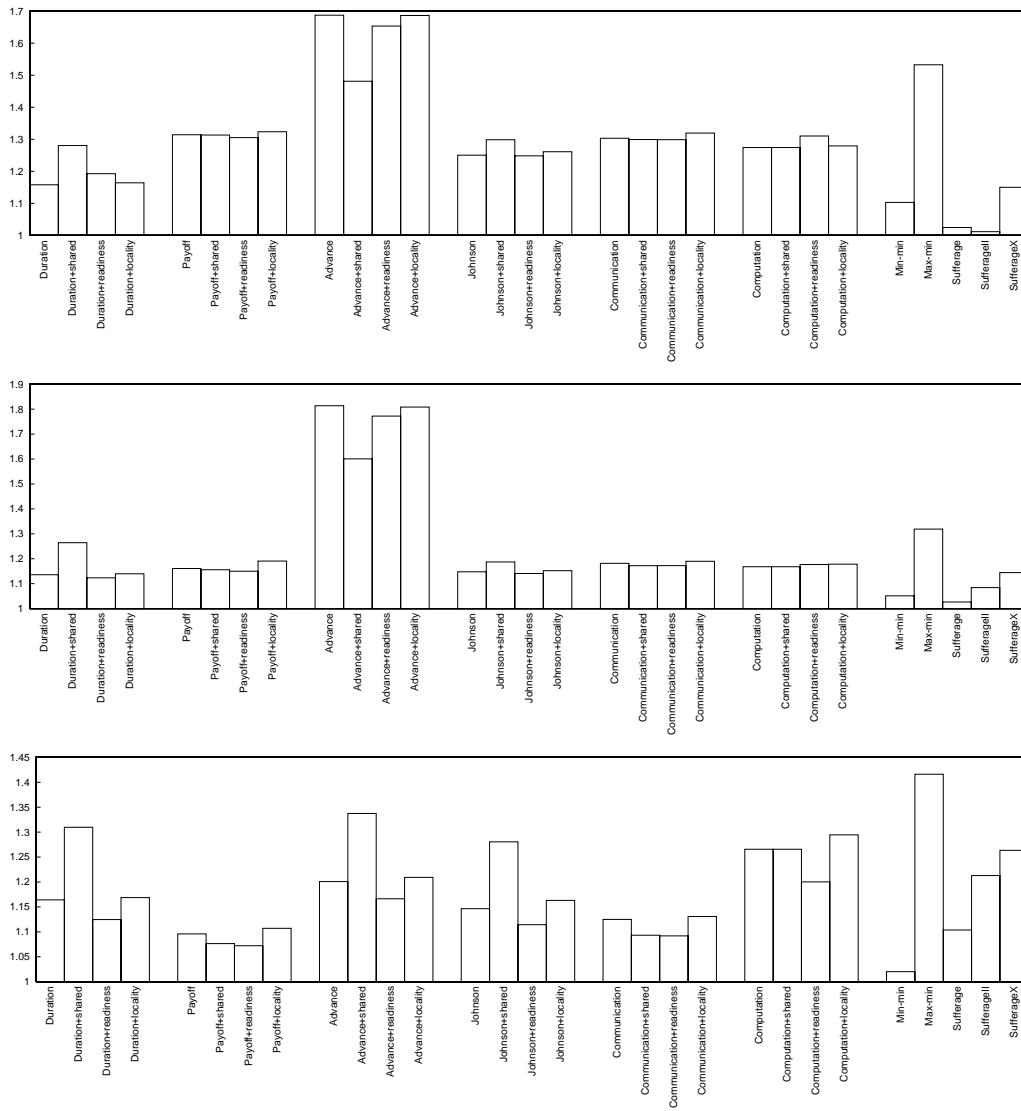 1.7
1.6
1.5
1.4
1.3
1.2
1.1
1
Duration
Duration+shared
Duration+readiness
Duration+locality
Payoff
Payoff+shared
Payoff+readiness
Payoff+locality
Advance
Advance+shared
Advance+readiness
Advance+locality
Johnson
Johnson+shared
Johnson+readiness
Johnson+locality
Communication
Communication+shared
Communication+readiness
Communication+locality
Computation
Computation+shared
Computation+readiness
Computation+locality
Min-min
Max-min
Sufferage
SufferageII
SufferageX
1.9
1.8
1.7
1.6
1.5
1.4
1.3
1.2
1.1
1
Duration
Duration+shared
Duration+readiness
Duration+locality
Payoff
Payoff+shared
Payoff+readiness
Payoff+locality
Advance
Advance+shared
Advance+readiness
Advance+locality
Johnson
Johnson+shared
Johnson+readiness
Johnson+locality
Communication
Communication+shared
Communication+readiness
Communication+locality
Computation
Computation+shared
Computation+readiness
Computation+locality
Min-min
Max-min
Sufferage
SufferageII
SufferageX
1.45
1.4
1.35
1.3
1.25
1.2
1.15
1.1
1.05
1
Duration
Duration+shared
Duration+readiness
Duration+locality
Payoff
Payoff+shared
Payoff+readiness
Payoff+locality
Advance
Advance+shared
Advance+readiness
Advance+locality
Johnson
Johnson+shared
Johnson+readiness
Johnson+locality
Communication
Communication+shared
Communication+readiness
Communication+locality
Computation
Computation+shared
Computation+readiness
Computation+locality
Min-min
Max-min
Sufferage
SufferageII
SufferageX